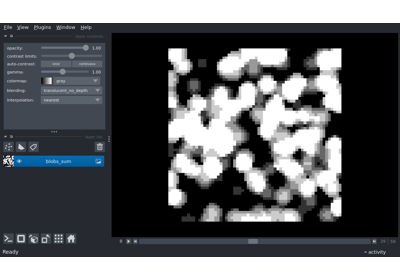 File View Plugins Window Help
opacity: 1.00
contrast limits:
auto-contrast: once continuous
gamma: 1.00
colormap: gray
blending: translucent_no_depth
interpolation: nearest
blobs_sum
Ready
activity